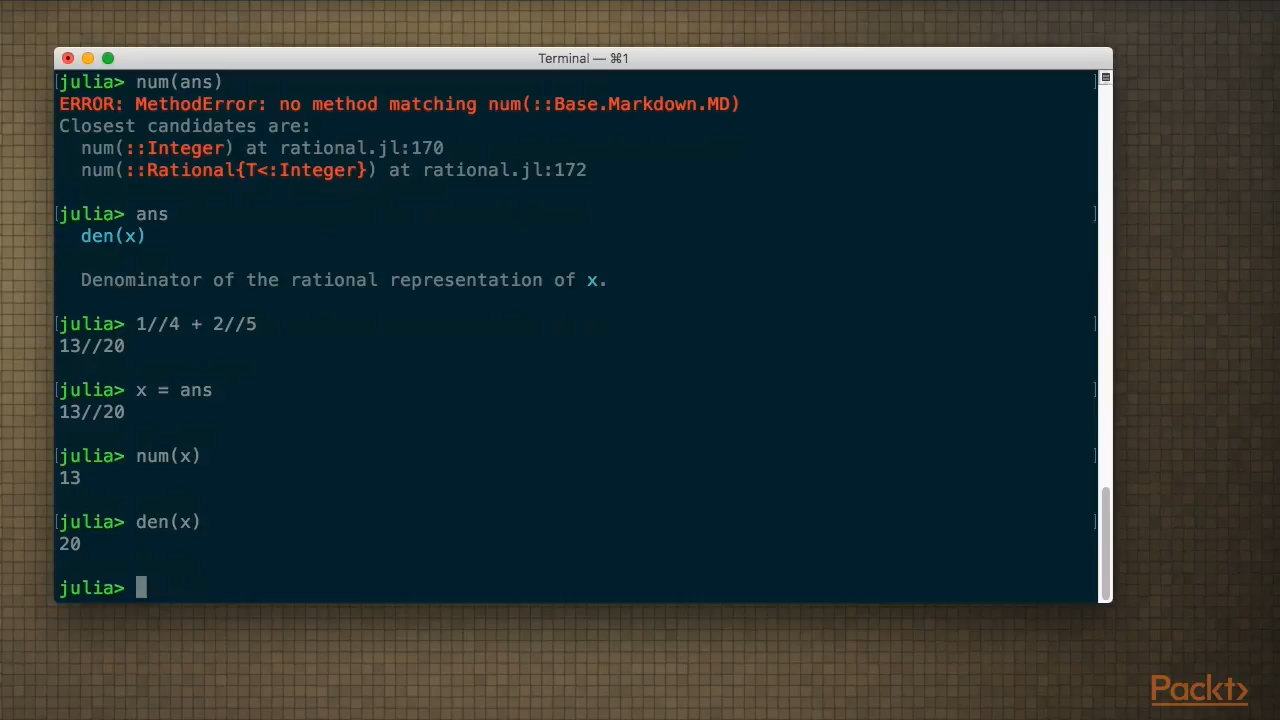 Terminal — ⌘1
julia> num(ans)
ERROR: MethodError: no method matching num(::Base.Markdown.MD)
Closest candidates are:
  num(::Integer) at rational.jl:170
  num(::Rational{T<:Integer}) at rational.jl:172
julia> ans
  den(x)
  Denominator of the rational representation of x.
julia> 1//4 + 2//5
13//20
julia> x = ans
13//20
julia> num(x)
13
julia> den(x)
20
julia>
Packt>